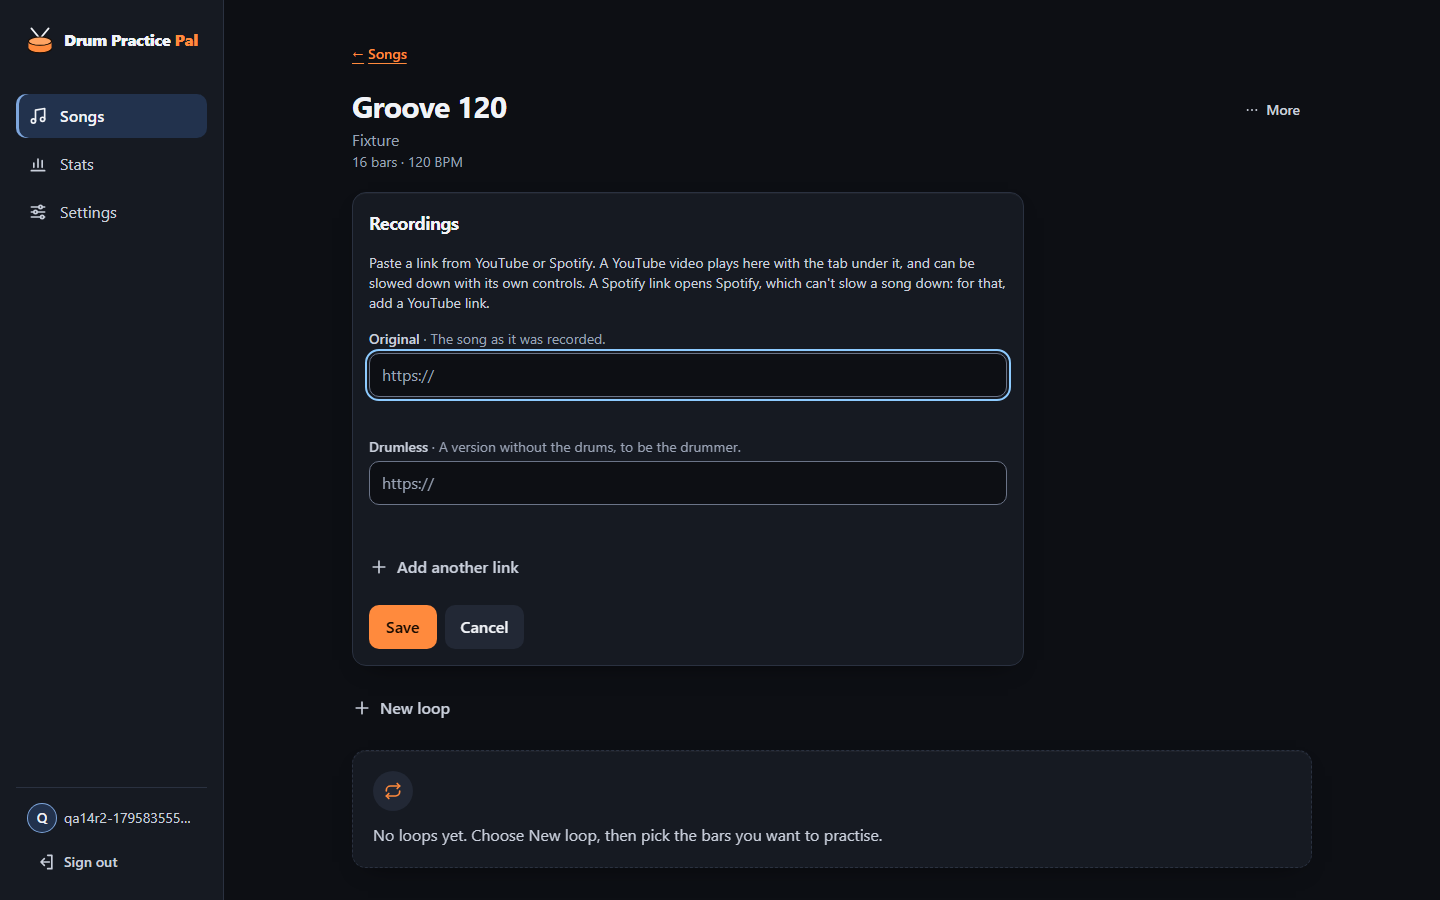 Drum Practice Pal
Songs
Stats
Settings
Q
qa14r2-179583555...
Sign out
← Songs
Groove 120
Fixture
16 bars · 120 BPM
··· More
Recordings
Paste a link from YouTube or Spotify. A YouTube video plays here with the tab under it, and can
be slowed down with its own controls. A Spotify link opens Spotify, which can't slow a song down: for that,
add a YouTube link.
Original · The song as it was recorded.
https://
Drumless · A version without the drums, to be the drummer.
https://
+ Add another link
Save
Cancel
+ New loop
No loops yet. Choose New loop, then pick the bars you want to practise.